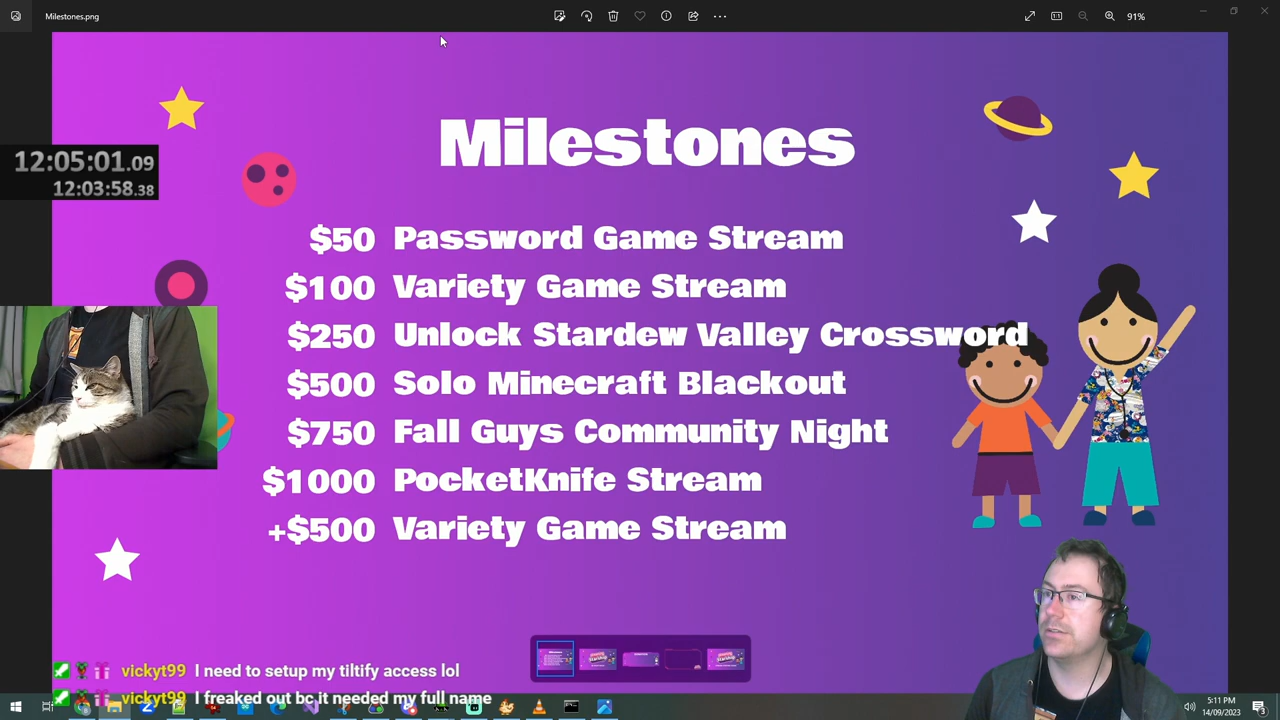 Milestones.png
91%
Milestones
12:05:01.09
12:03:58.38
$50 Password Game Stream
$100 Variety Game Stream
$250 Unlock Stardew Valley Crossword
$500 Solo Minecraft Blackout
$750 Fall Guys Community Night
$1000 PocketKnife Stream
+$500 Variety Game Stream
vickyt99 I need to setup my tiltify access lol
vickyt99 I freaked out bc it needed my full name
5:11 PM
14/09/2023